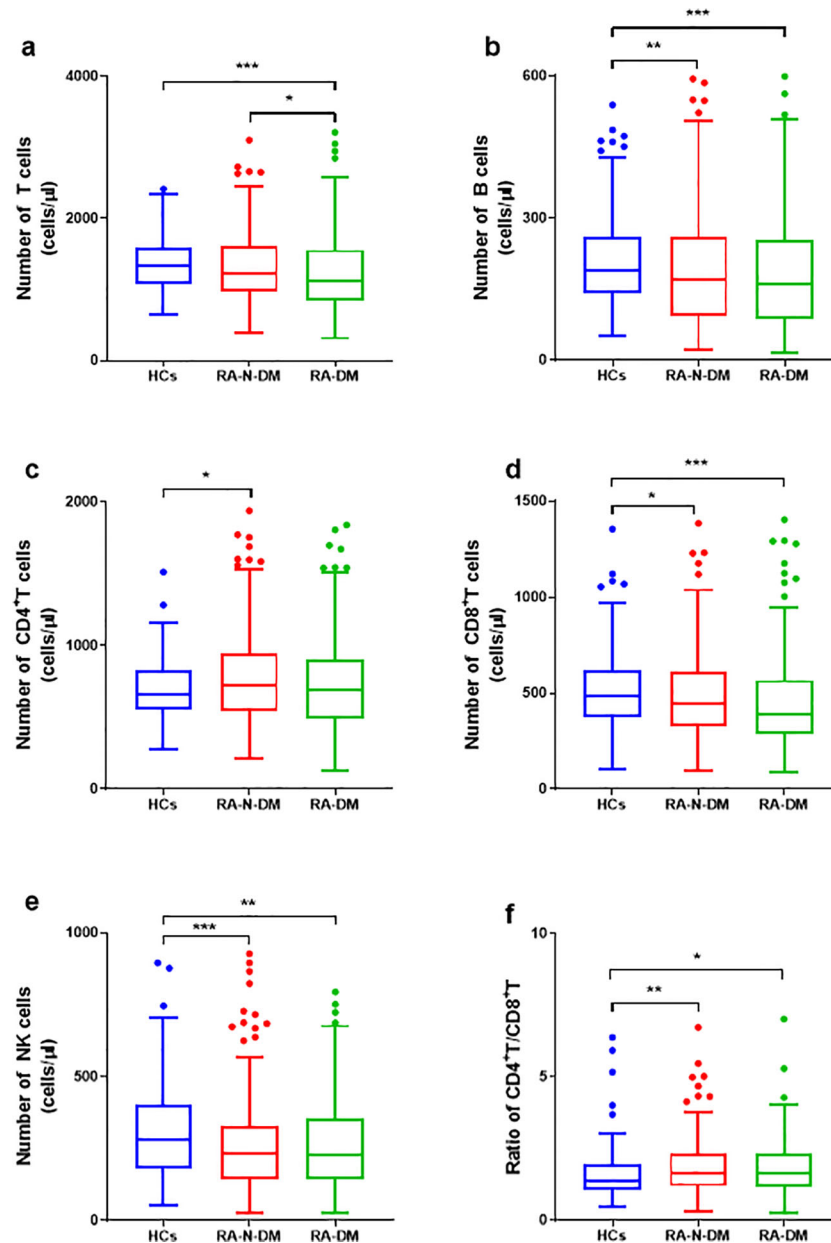 a
***
*
4000
2000
0
Number of T cells
(cells/µl)
HCs RA-N-DM RA-DM
b
***
**
600
300
0
Number of B cells
(cells/µl)
HCs RA-N-DM RA-DM
c
*
2000
1000
0
Number of CD4⁺T cells
(cells/µl)
HCs RA-N-DM RA-DM
d
***
*
1500
1000
500
0
Number of CD8⁺T cells
(cells/µl)
HCs RA-N-DM RA-DM
e
**
***
1000
500
0
Number of NK cells
(cells/µl)
HCs RA-N-DM RA-DM
f
*
**
10
5
0
Ratio of CD4⁺T/CD8⁺T
HCs RA-N-DM RA-DM